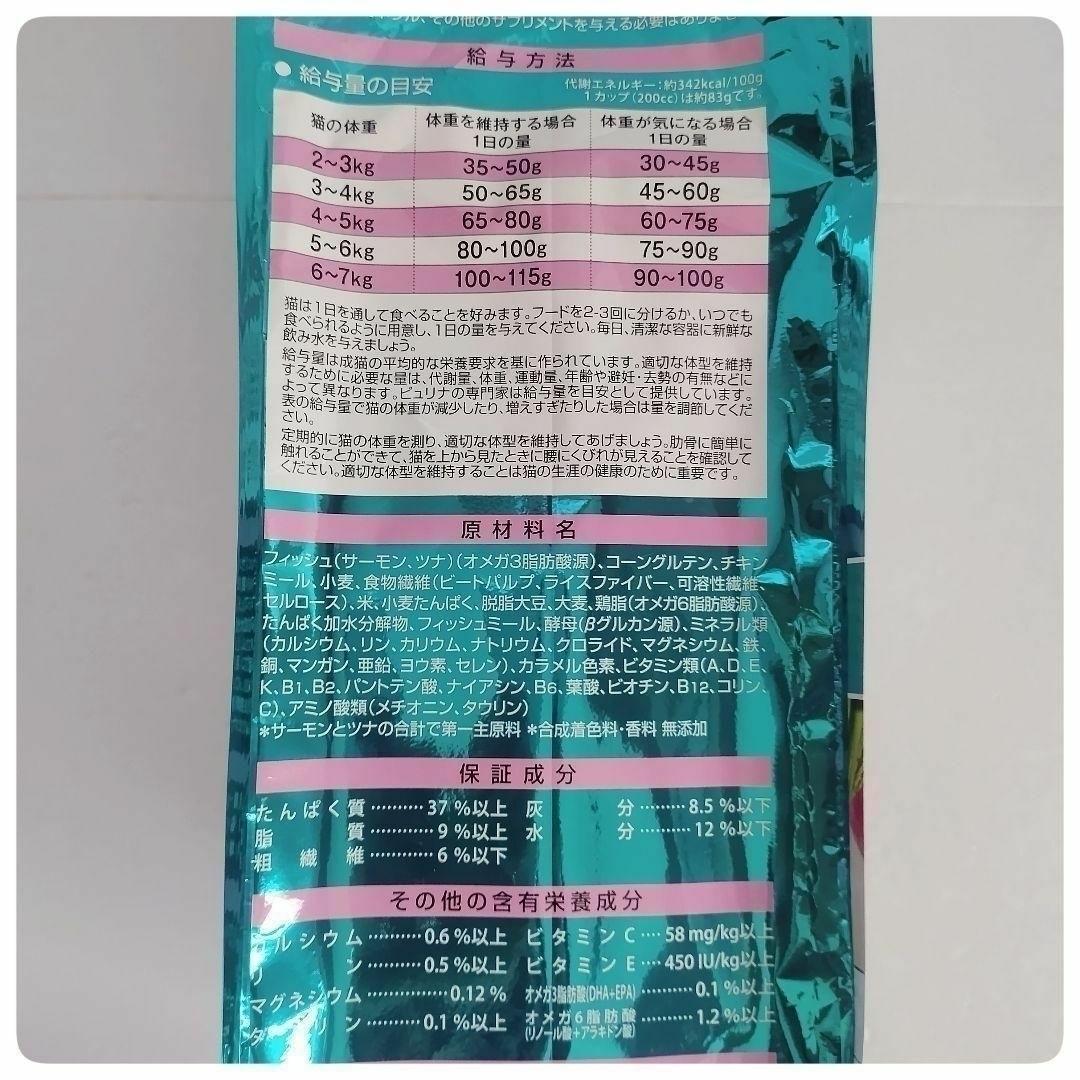 その他のサプリメントを与える必要はありませ
給与方法
● 給与量の目安
代謝エネルギー：約342kcal/100g
1カップ(200cc)は約83gです。
猫の体重 体重を維持する場合 1日の量 体重が気になる場合 1日の量
2～3kg 35～50g 30～45g
3～4kg 50～65g 45～60g
4～5kg 65～80g 60～75g
5～6kg 80～100g 75～90g
6～7kg 100～115g 90～100g
猫は1日を通して食べることを好みます。フードを2-3回に分けるか、いつでも
食べられるように用意し、1日の量を与えてください。毎日、清潔な容器に新鮮な
飲み水を与えましょう。
給与量は成猫の平均的な栄養要求を基に作られています。適切な体型を維持
するために必要な量は、代謝量、体重、運動量、年齢や避妊・去勢の有無などに
よって異なります。ピュリナの専門家は給与量を目安として提供しています。
表の給与量で猫の体重が減少したり、増えすぎたりした場合は量を調節してくだ
さい。
定期的に猫の体重を測り、適切な体型を維持してあげましょう。肋骨に簡単に
触れることができて、猫を上から見たときに腰にくびれが見えることを確認して
ください。適切な体型を維持することは猫の生涯の健康のために重要です。
原材料名
フィッシュ(サーモン、ツナ)(オメガ3脂肪酸源)、コーングルテン、チキン
ミール、小麦、食物繊維(ビートパルプ、ライスファイバー、可溶性繊維、
セルロース)、米、小麦たんぱく、脱脂大豆、大麦、鶏脂(オメガ6脂肪酸源)、
たんぱく加水分解物、フィッシュミール、酵母(βグルカン源)、ミネラル類
(カルシウム、リン、カリウム、ナトリウム、クロライド、マグネシウム、鉄、
銅、マンガン、亜鉛、ヨウ素、セレン)、カラメル色素、ビタミン類(A、D、E、
K、B1、B2、パントテン酸、ナイアシン、B6、葉酸、ビオチン、B12、コリン、
C)、アミノ酸類(メチオニン、タウリン)
*サーモンとツナの合計で第一主原料 *合成着色料・香料 無添加
保証成分
たんぱく質 ………… 37 %以上 灰分 ……… 8.5 %以下
脂質 ………… 9 %以上 水分 ……… 12 %以下
粗繊維 ………… 6 %以下
その他の含有栄養成分
ルシウム ……… 0.6 %以上 ビタミンC … 58 mg/kg以上
リン ……… 0.5 %以上 ビタミンE … 450 IU/kg以上
マグネシウム ………… 0.12 % オメガ3脂肪酸(DHA+EPA) ……… 0.1 %以上
タウリン ……… 0.1 %以上 オメガ6脂肪酸 ……… 1.2 %以上
(リノール酸+アラキドン酸)